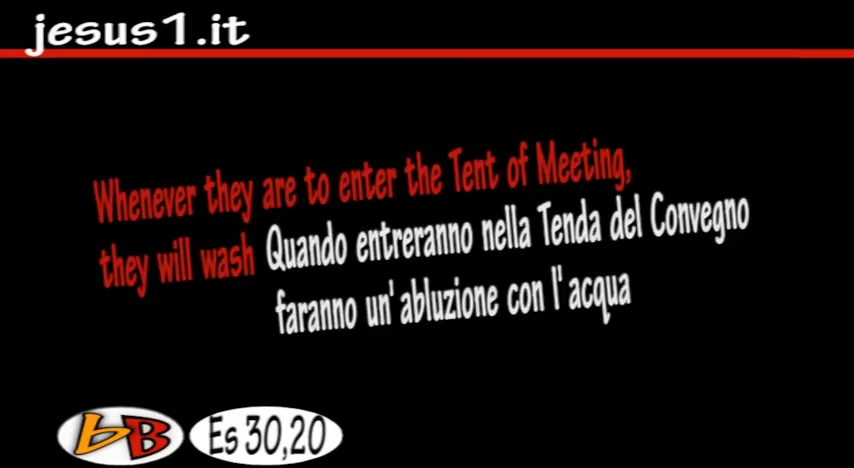 jesus1.it
Whenever they are to enter the Tent of Meeting,
they will wash Quando entreranno nella Tenda del Convegno
faranno un' abluzione con l' acqua
bB Es 30,20